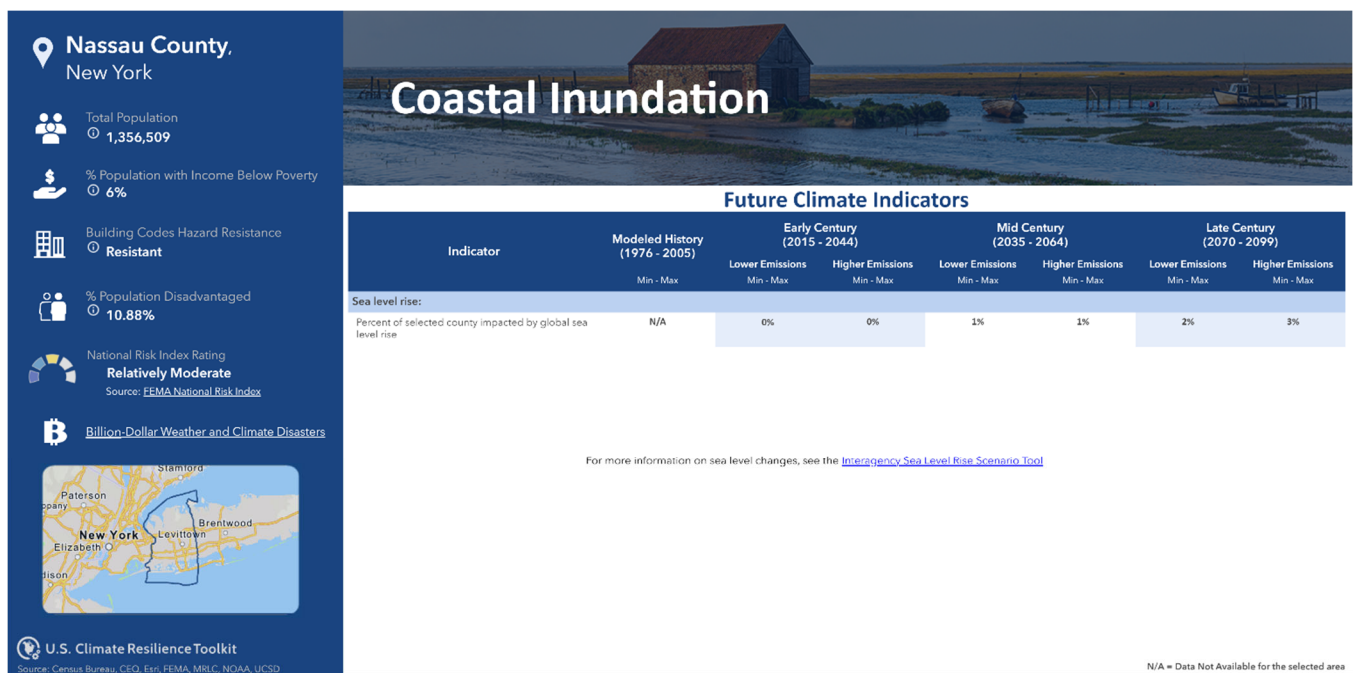 Nassau County,
New York
Total Population
1,356,509
% Population with Income Below Poverty
6%
Building Codes Hazard Resistance
Resistant
% Population Disadvantaged
10.88%
National Risk Index Rating
Relatively Moderate
Source: FEMA National Risk Index
Billion-Dollar Weather and Climate Disasters
Stamford
Paterson
ppany
Brentwood
New York
Levittown
Elizabeth
dison
U.S. Climate Resilience Toolkit
Source: Census Bureau, CEQ, Esri, FEMA, MRLC, NOAA, UCSD
Coastal Inundation
Future Climate Indicators
Indicator
Modeled History
(1976 - 2005)
Early Century
(2015 - 2044)
Mid Century
(2035 - 2064)
Late Century
(2070 - 2099)
Lower Emissions Higher Emissions Lower Emissions Higher Emissions Lower Emissions Higher Emissions
Min - Max Min - Max Min - Max Min - Max Min - Max Min - Max Min - Max
Sea level rise:
Percent of selected county impacted by global sea
level rise
N/A 0% 0% 1% 1% 2% 3%
For more information on sea level changes, see the Interagency Sea Level Rise Scenario Tool
N/A = Data Not Available for the selected area